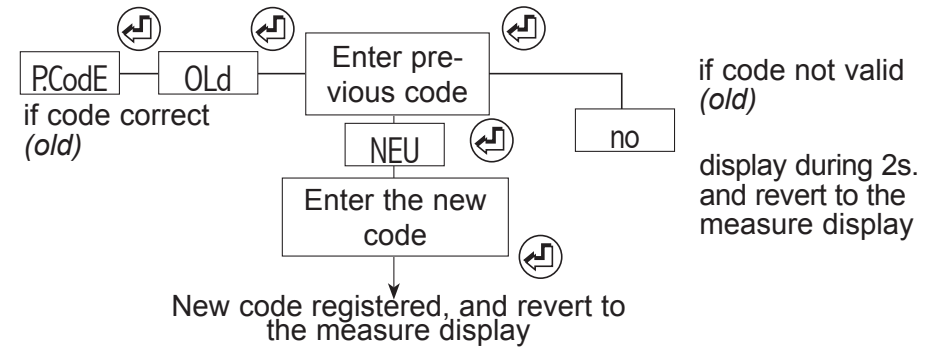 P.CodE
OLd
Enter pre-
vious code
if code not valid
(old)
if code correct
(old)
no
NEU
display during 2s.
and revert to the
measure display
Enter the new
code
New code registered, and revert to
the measure display